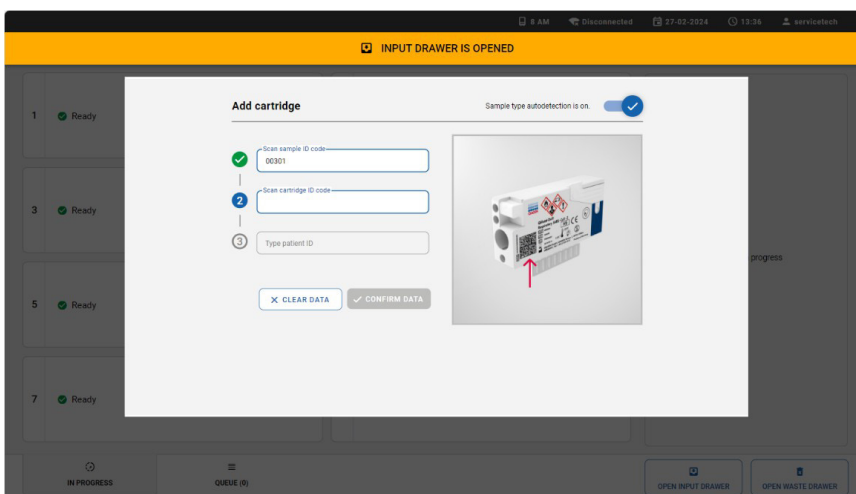 8 AM Disconnected 27-02-2024 13:36 servicetech
INPUT DRAWER IS OPENED
Add cartridge
Sample type autodetection is on.
1 Ready
Scan sample ID code
00301
Scan cartridge ID code
2
3 Ready
3 Type patient ID
progress
CLEAR DATA
CONFIRM DATA
5 Ready
7 Ready
IN PROGRESS
QUEUE (0)
OPEN INPUT DRAWER
OPEN WASTE DRAWER